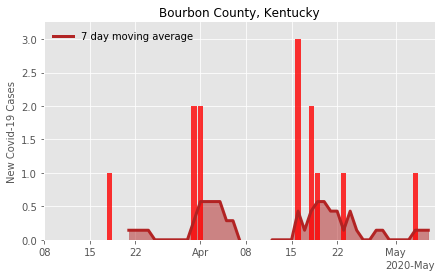 Bourbon County, Kentucky
7 day moving average
New Covid-19 Cases
3.0
2.5
2.0
1.5
1.0
0.5
0.0
08 15 22 Apr 08 15 22 May
2020-May